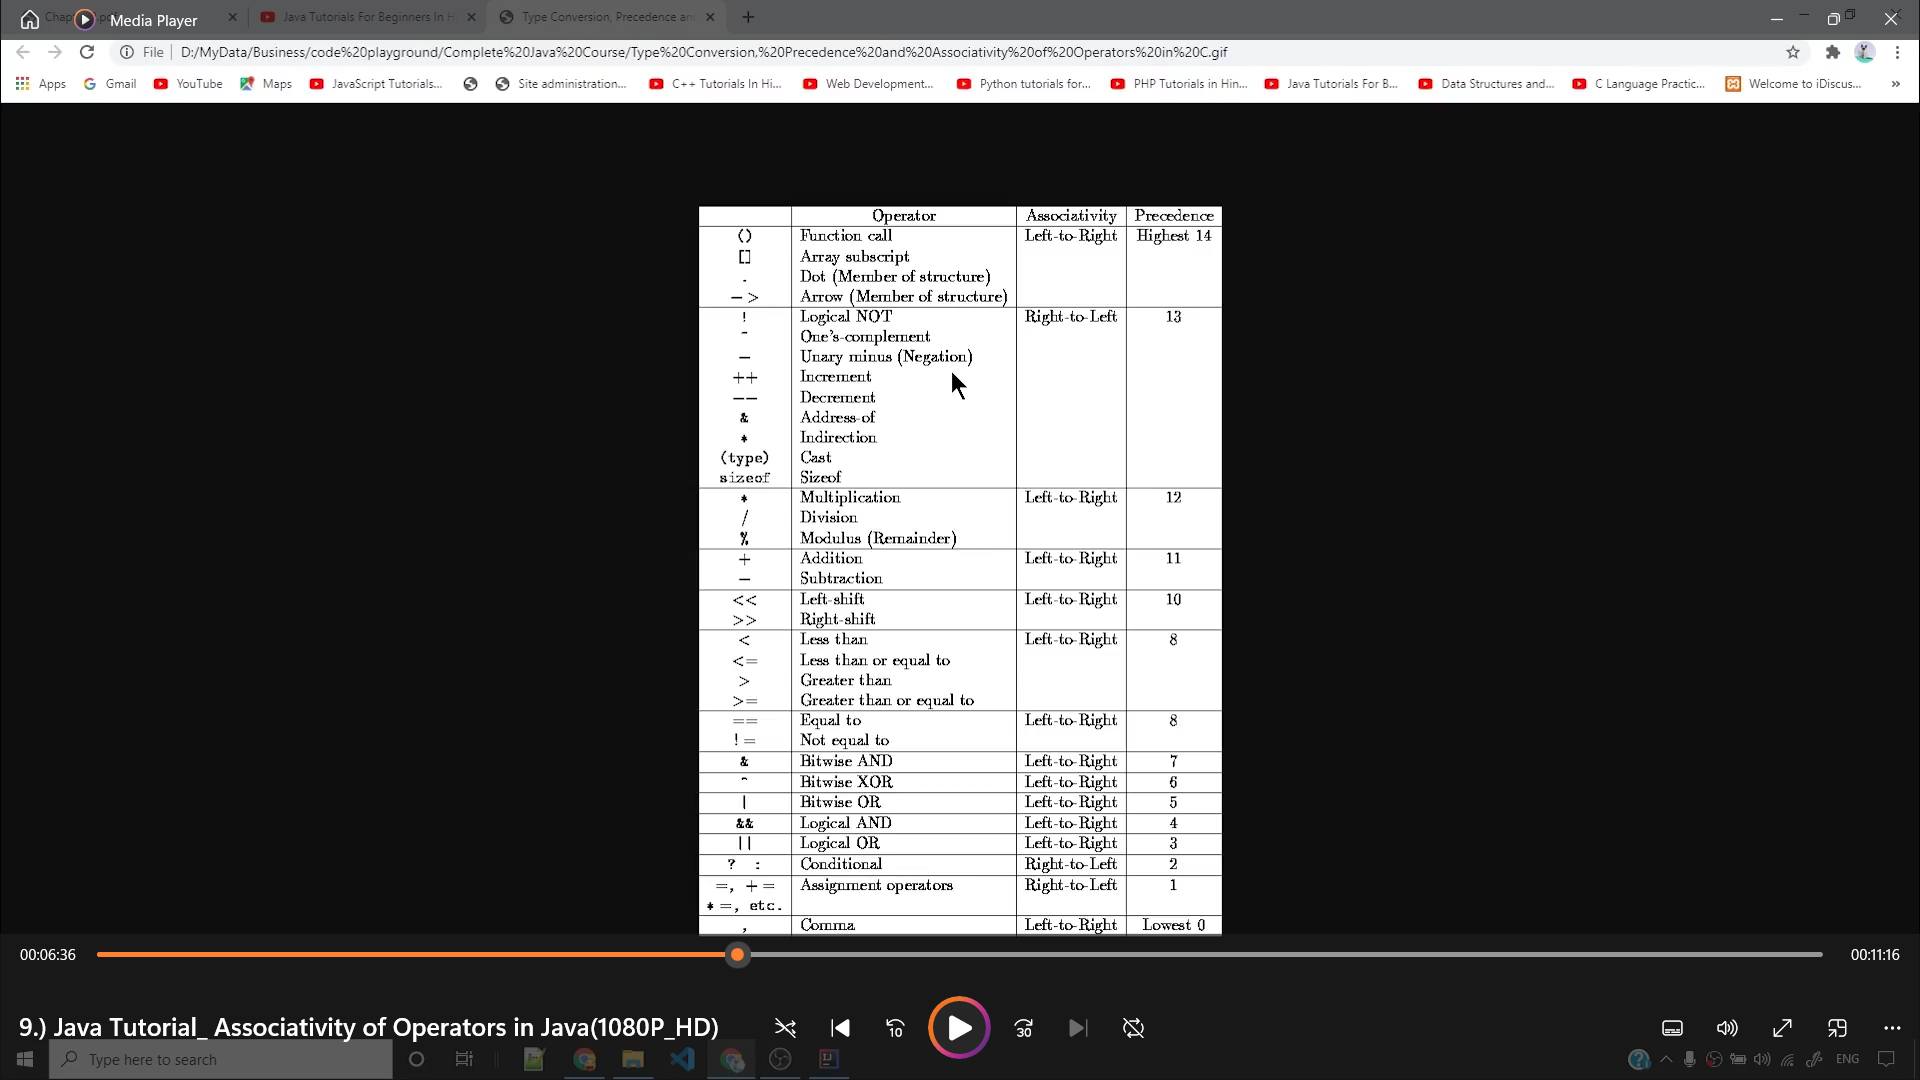 Media Player
Java Tutorials For Beginners In H
Type Conversion, Precedence an
File | D:/MyData/Business/code%20playground/Complete%20Java%20Course/Type%20Conversion,%20Precedence%20and%20Associativity%20of%20Operators%20in%20C.gif
Apps Gmail YouTube Maps JavaScript Tutorials... Site administration... C++ Tutorials In Hi... Web Development... Python tutorials for... PHP Tutorials in Hin... Java Tutorials For B... Data Structures and... C Language Practic... Welcome to iDiscus... »
Operator Associativity Precedence
() Function call Left-to-Right Highest 14
[] Array subscript
. Dot (Member of structure)
-> Arrow (Member of structure)
! Logical NOT Right-to-Left 13
~ One's-complement
- Unary minus (Negation)
++ Increment
-- Decrement
& Address-of
* Indirection
(type) Cast
sizeof Sizeof
* Multiplication Left-to-Right 12
/ Division
% Modulus (Remainder)
+ Addition Left-to-Right 11
- Subtraction
<< Left-shift Left-to-Right 10
>> Right-shift
< Less than Left-to-Right 8
<= Less than or equal to
> Greater than
>= Greater than or equal to
== Equal to Left-to-Right 8
!= Not equal to
& Bitwise AND Left-to-Right 7
^ Bitwise XOR Left-to-Right 6
| Bitwise OR Left-to-Right 5
&& Logical AND Left-to-Right 4
|| Logical OR Left-to-Right 3
? : Conditional Right-to-Left 2
=, += Assignment operators Right-to-Left 1
*=, etc.
, Comma Left-to-Right Lowest 0
00:06:36 00:11:16
9.) Java Tutorial_ Associativity of Operators in Java(1080P_HD)
10 30
Type here to search
ENG